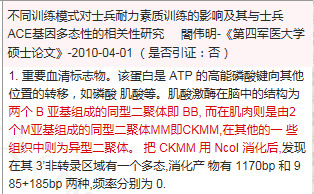 不同训练模式对士兵耐力素质训练的影响及其与士兵
ACE基因多态性的相关性研究 閤伟明-《第四军医大学
硕士论文》-2010-04-01（是否引证：否）
1. 重要血清标志物。该蛋白是 ATP 的高能磷酸键向其他
位置的转移，如磷酸 肌酸等。肌酸激酶在脑中的结构为
两个 B 亚基组成的同型二聚体即 BB, 而在肌肉则是由2
个M亚基组成的同型二聚体MM即CKMM,在其他的一 些
组织中则为异型二聚体。 把 CKMM 用 NcoI 消化后,发现
在其 3'非转录区域有一个多态,消化产 物有 1170bp 和 9
85+185bp 两种,频率分别为 0.